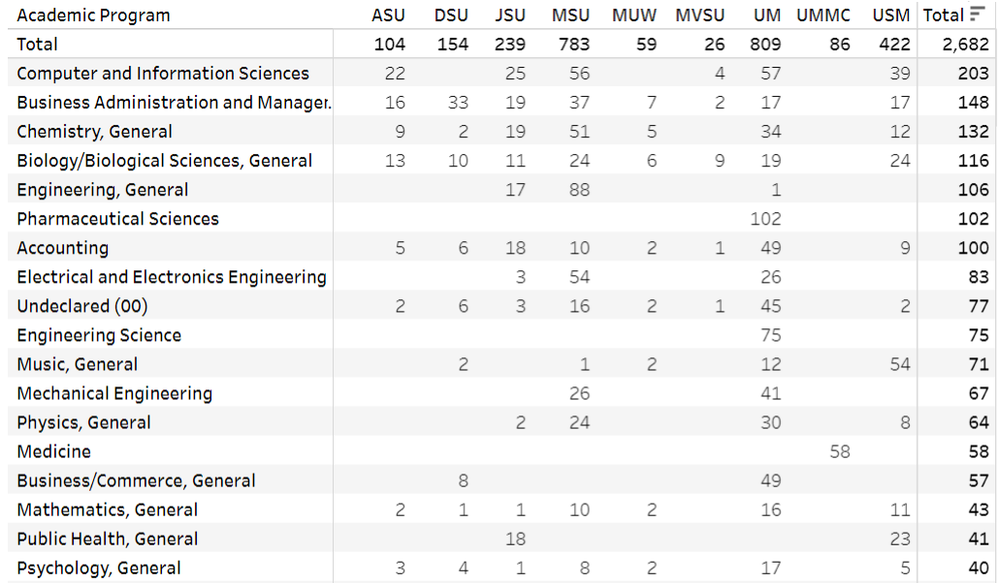 Academic Program ASU DSU JSU MSU MUW MVSU UM UMMC USM Total
Total 104 154 239 783 59 26 809 86 422 2,682
Computer and Information Sciences 22 25 56 4 57 39 203
Business Administration and Manager. 16 33 19 37 7 2 17 17 148
Chemistry, General 9 2 19 51 5 34 12 132
Biology/Biological Sciences, General 13 10 11 24 6 9 19 24 116
Engineering, General 17 88 1 106
Pharmaceutical Sciences 102 102
Accounting 5 6 18 10 2 1 49 9 100
Electrical and Electronics Engineering 3 54 26 83
Undeclared (00) 2 6 3 16 2 1 45 2 77
Engineering Science 75 75
Music, General 2 1 2 12 54 71
Mechanical Engineering 26 41 67
Physics, General 2 24 30 8 64
Medicine 58 58
Business/Commerce, General 8 49 57
Mathematics, General 2 1 1 10 2 16 11 43
Public Health, General 18 23 41
Psychology, General 3 4 1 8 2 17 5 40